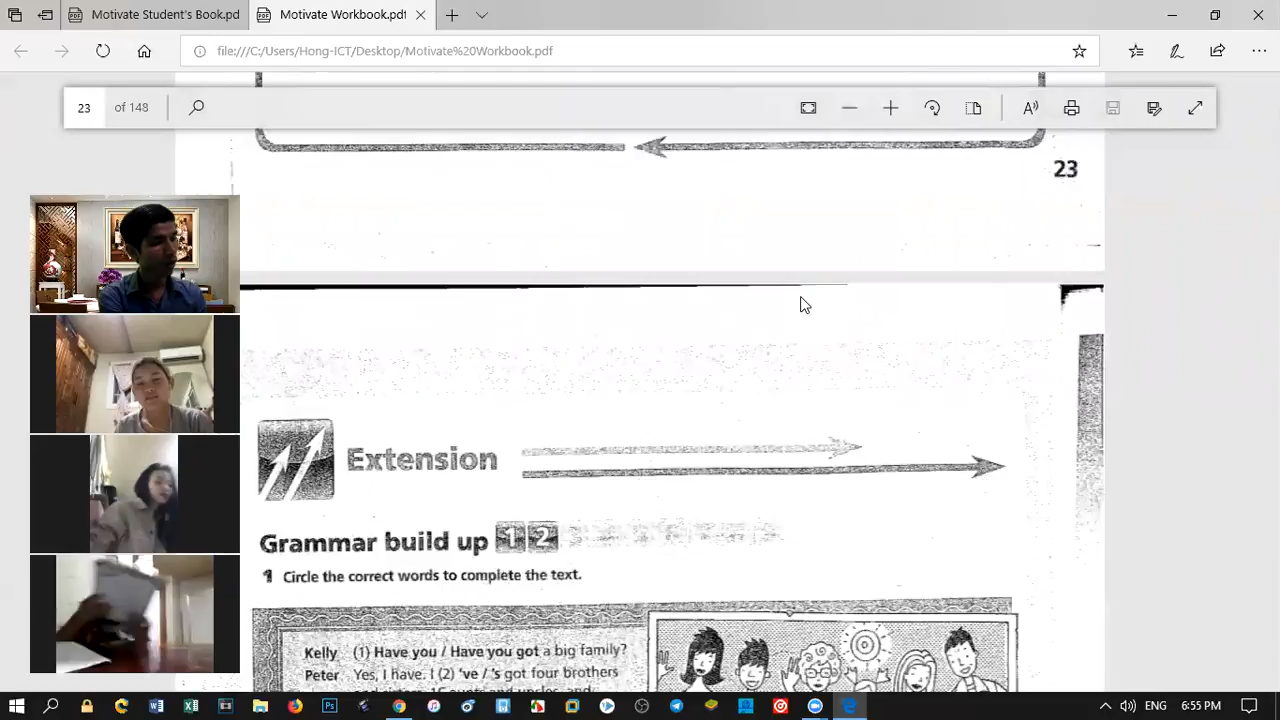 Motivate Student's Book.pd
Motivate Workbook.pdf
file:///C:/Users/Hong-ICT/Desktop/Motivate%20Workbook.pdf
23 of 148
23
Extension
Grammar build up 1 2
1 Circle the correct words to complete the text.
Kelly (1) Have you / Have you got a big family?
Peter Yes, I have. I (2) 've / 's got four brothers
ENG 6:55 PM